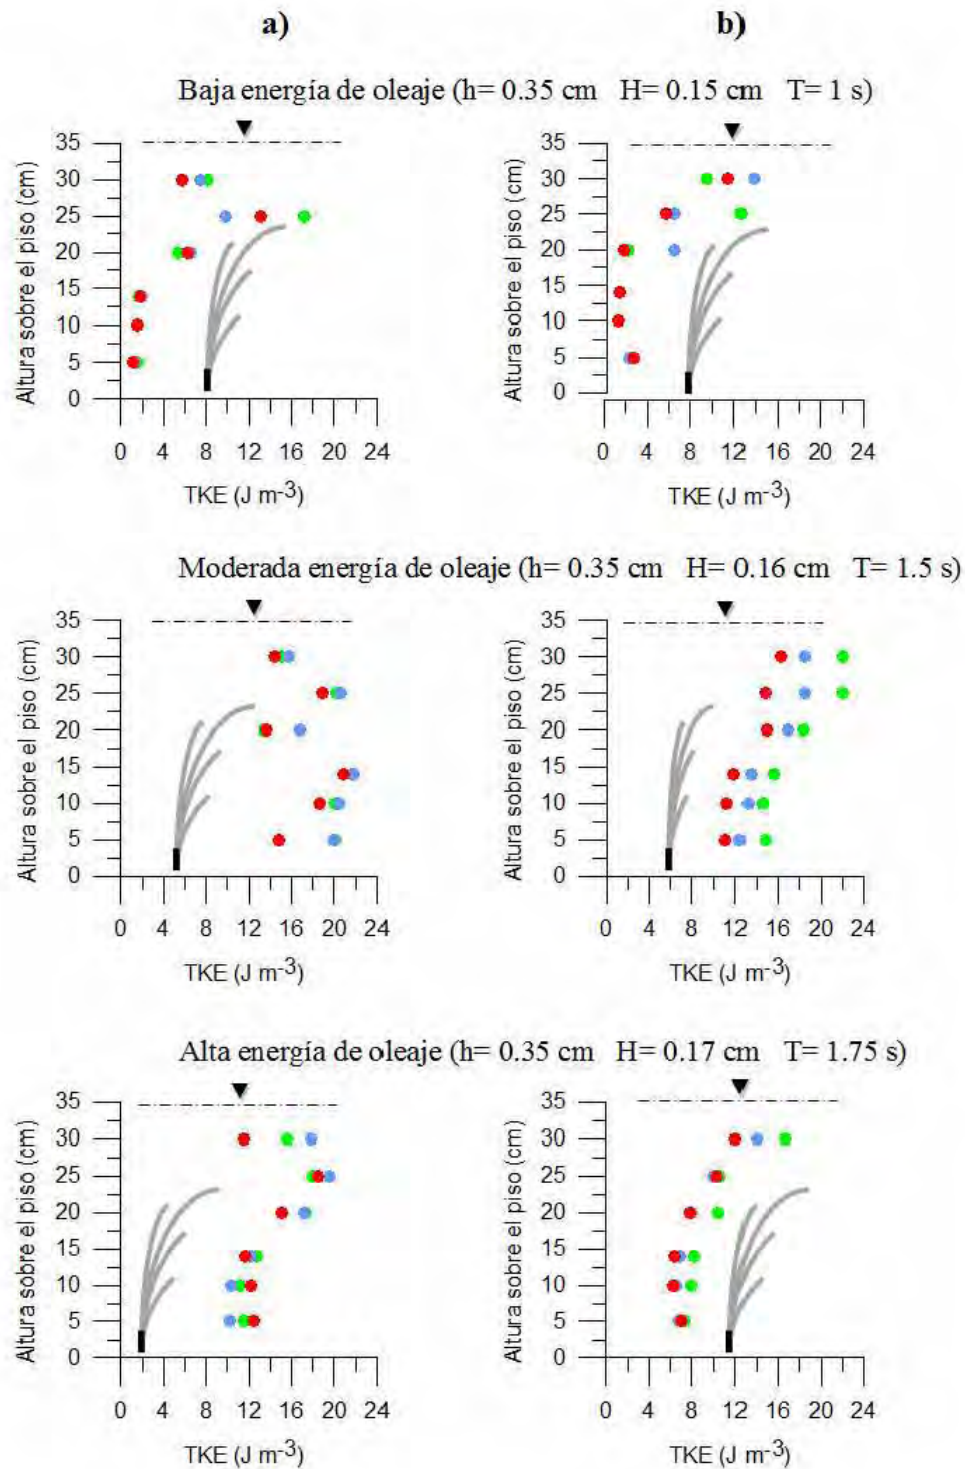 a) b)
Baja energía de oleaje (h= 0.35 cm H= 0.15 cm T= 1 s)
Altura sobre el piso (cm)
35
30
25
20
15
10
5
0
0 4 8 12 16 20 24
TKE (J m-3)
Altura sobre el piso (cm)
35
30
25
20
15
10
5
0
0 4 8 12 16 20 24
TKE (J m-3)
Moderada energía de oleaje (h= 0.35 cm H= 0.16 cm T= 1.5 s)
Altura sobre el piso (cm)
35
30
25
20
15
10
5
0
0 4 8 12 16 20 24
TKE (J m-3)
Altura sobre el piso (cm)
35
30
25
20
15
10
5
0
0 4 8 12 16 20 24
TKE (J m-3)
Alta energía de oleaje (h= 0.35 cm H= 0.17 cm T= 1.75 s)
Altura sobre el piso (cm)
35
30
25
20
15
10
5
0
0 4 8 12 16 20 24
TKE (J m-3)
Altura sobre el piso (cm)
35
30
25
20
15
10
5
0
0 4 8 12 16 20 24
TKE (J m-3)